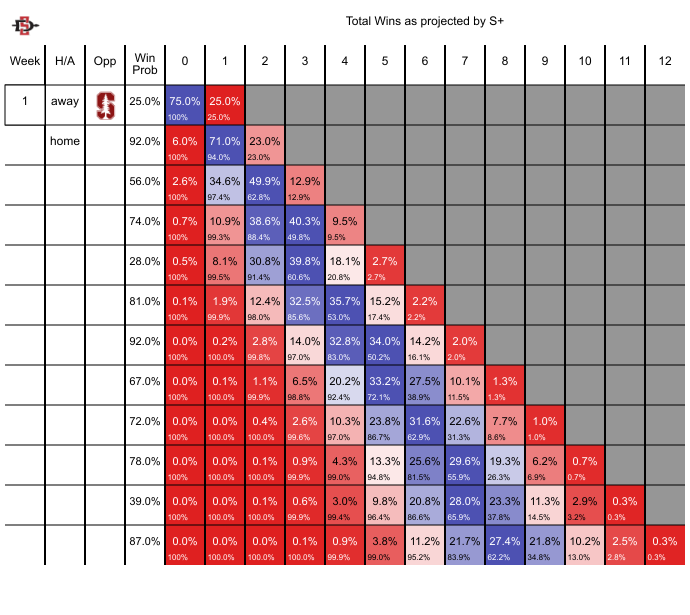 Total Wins as projected by S+
Week H/A Opp Win Prob 0 1 2 3 4 5 6 7 8 9 10 11 12
1 away S 25.0% 75.0% 25.0%
100% 25.0%
home 92.0% 6.0% 71.0% 23.0%
100% 94.0% 23.0%
56.0% 2.6% 34.6% 49.9% 12.9%
100% 97.4% 62.8% 12.9%
74.0% 0.7% 10.9% 38.6% 40.3% 9.5%
100% 99.3% 88.4% 49.8% 9.5%
28.0% 0.5% 8.1% 30.8% 39.8% 18.1% 2.7%
100% 99.5% 91.4% 60.6% 20.8% 2.7%
81.0% 0.1% 1.9% 12.4% 32.5% 35.7% 15.2% 2.2%
100% 99.9% 98.0% 85.6% 53.0% 17.4% 2.2%
92.0% 0.0% 0.2% 2.8% 14.0% 32.8% 34.0% 14.2% 2.0%
100% 100.0% 99.8% 97.0% 83.0% 50.2% 16.1% 2.0%
67.0% 0.0% 0.1% 1.1% 6.5% 20.2% 33.2% 27.5% 10.1% 1.3%
100% 100.0% 99.9% 98.8% 92.4% 72.1% 38.9% 11.5% 1.3%
72.0% 0.0% 0.0% 0.4% 2.6% 10.3% 23.8% 31.6% 22.6% 7.7% 1.0%
100% 100.0% 100.0% 99.6% 97.0% 86.7% 62.9% 31.3% 8.6% 1.0%
78.0% 0.0% 0.0% 0.1% 0.9% 4.3% 13.3% 25.6% 29.6% 19.3% 6.2% 0.7%
100% 100.0% 100.0% 99.9% 99.0% 94.8% 81.5% 55.9% 26.3% 6.9% 0.7%
39.0% 0.0% 0.0% 0.1% 0.6% 3.0% 9.8% 20.8% 28.0% 23.3% 11.3% 2.9% 0.3%
100% 100.0% 100.0% 99.9% 99.4% 96.4% 86.6% 65.9% 37.8% 14.5% 3.2% 0.3%
87.0% 0.0% 0.0% 0.0% 0.1% 0.9% 3.8% 11.2% 21.7% 27.4% 21.8% 10.2% 2.5% 0.3%
100% 100.0% 100.0% 100.0% 99.9% 99.0% 95.2% 83.9% 62.2% 34.8% 13.0% 2.8% 0.3%